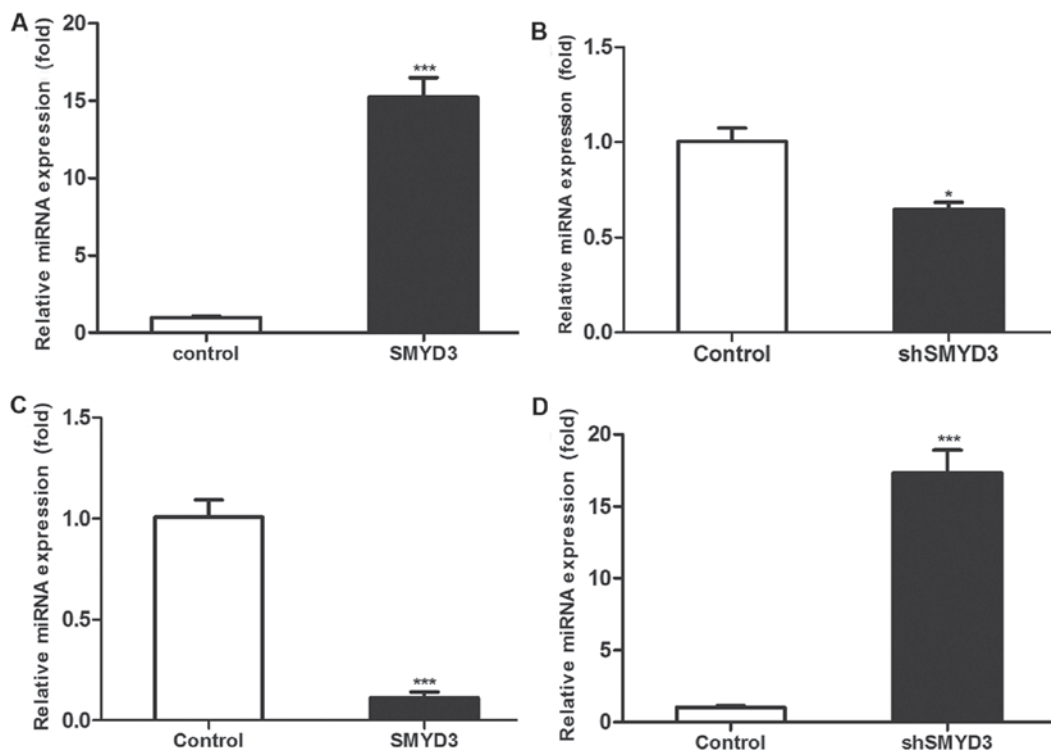 A
Relative miRNA expression (fold)
20
15
10
5
0
***
control SMYD3
B
Relative miRNA expression (fold)
1.5
1.0
0.5
0.0
*
Control shSMYD3
C
Relative miRNA expression (fold)
1.5
1.0
0.5
0.0
***
Control SMYD3
D
Relative miRNA expression (fold)
20
15
10
5
0
***
Control shSMYD3